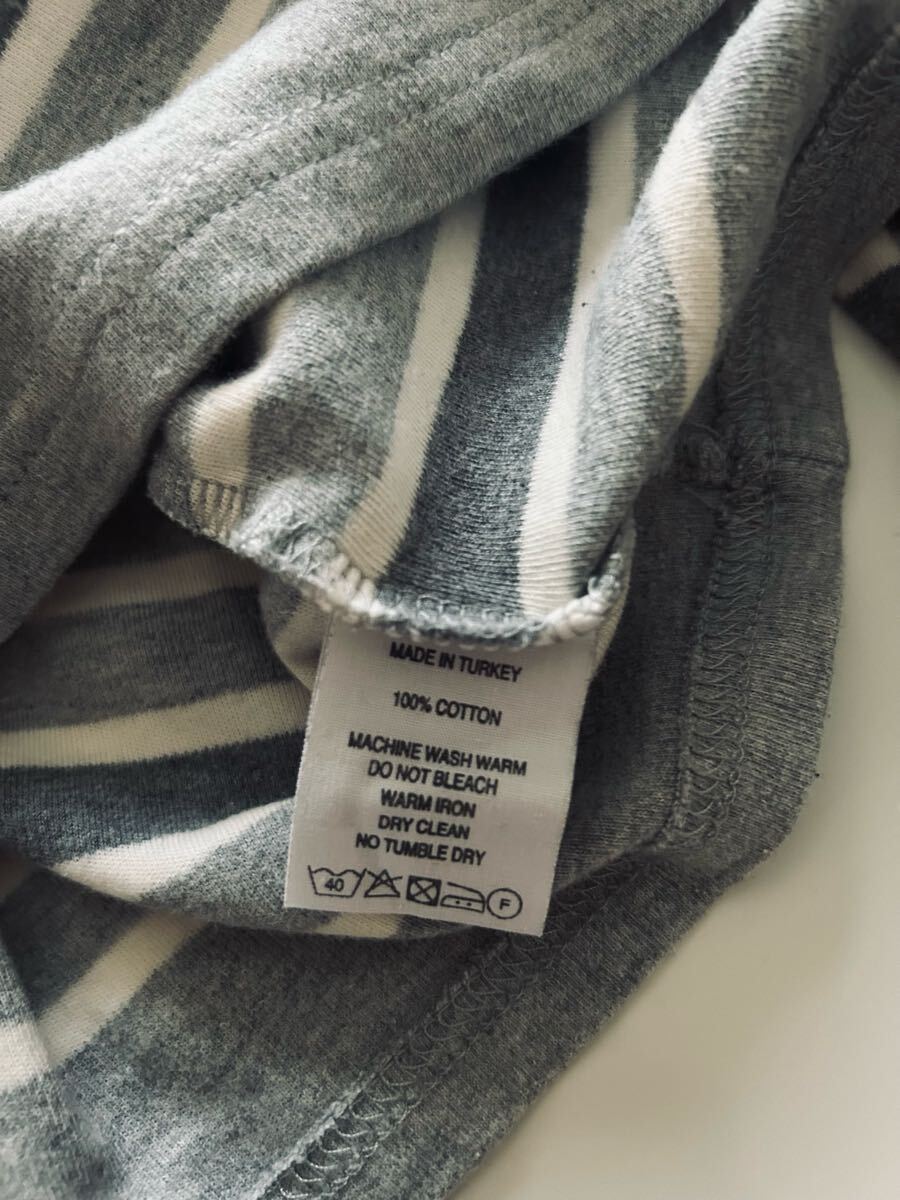 MADE IN TURKEY
100% COTTON
MACHINE WASH WARM
DO NOT BLEACH
WARM IRON
DRY CLEAN
NO TUMBLE DRY
40 F